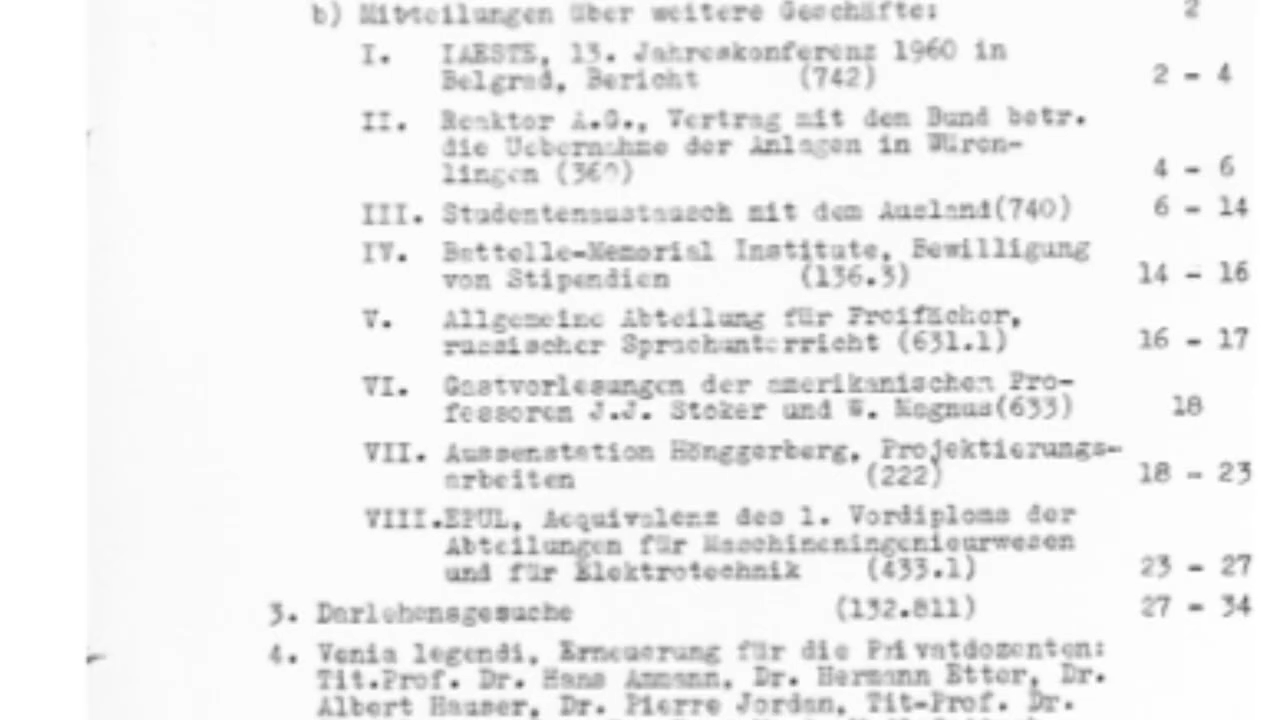 b) Mitteilungen über weitere Geschäfte: 2
I. IAESTE, 13. Jahreskonferenz 1960 in
Belgrad, Bericht (742) 2 - 4
II. Reaktor A.G., Vertrag mit dem Bund betr.
die Uebernahme der Anlagen in Würen-
lingen (360) 4 - 6
III. Studentenaustausch mit dem Ausland(740) 6 - 14
IV. Battelle-Memorial Institute, Bewilligung
von Stipendien (136.3) 14 - 16
V. Allgemeine Abteilung für Freifächer,
russischer Sprachunterricht (631.1) 16 - 17
VI. Gastvorlesungen der amerikanischen Pro-
fessoren J.J. Stoker und W. Magnus(633) 18
VII. Aussenstation Hönggerberg, Projektierungs-
arbeiten (222) 18 - 23
VIII.EPUL, Aequivalenz des 1. Vordiploms der
Abteilungen für Maschineningenieurwesen
und für Elektrotechnik (433.1) 23 - 27
3. Darlehensgesuche (132.811) 27 - 34
4. Venia legendi, Erneuerung für die Privatdozenten:
Tit.Prof. Dr. Hans Ammann, Dr. Hermann Etter, Dr.
Albert Hauser, Dr. Pierre Jordan, Tit-Prof. Dr.